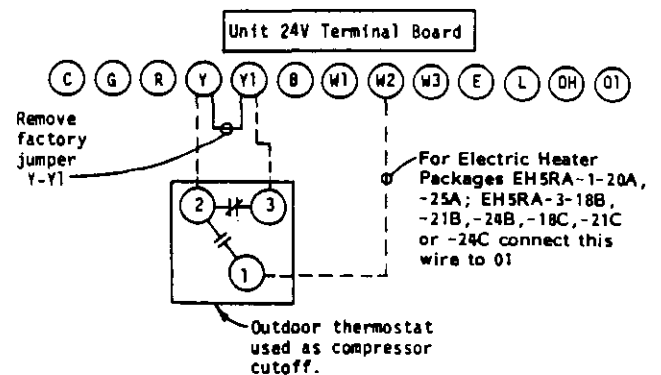 Unit 24V Terminal Board
C G R Y Y1 B W1 W2 W3 E L OH O1
Remove
factory
jumper
Y-Y1
For Electric Heater
Packages EH5RA-1-20A,
-25A; EH5RA-3-18B,
-21B, -24B, -18C, -21C
or -24C connect this
wire to 01
2 3
1
Outdoor thermostat
used as compressor
cutoff.